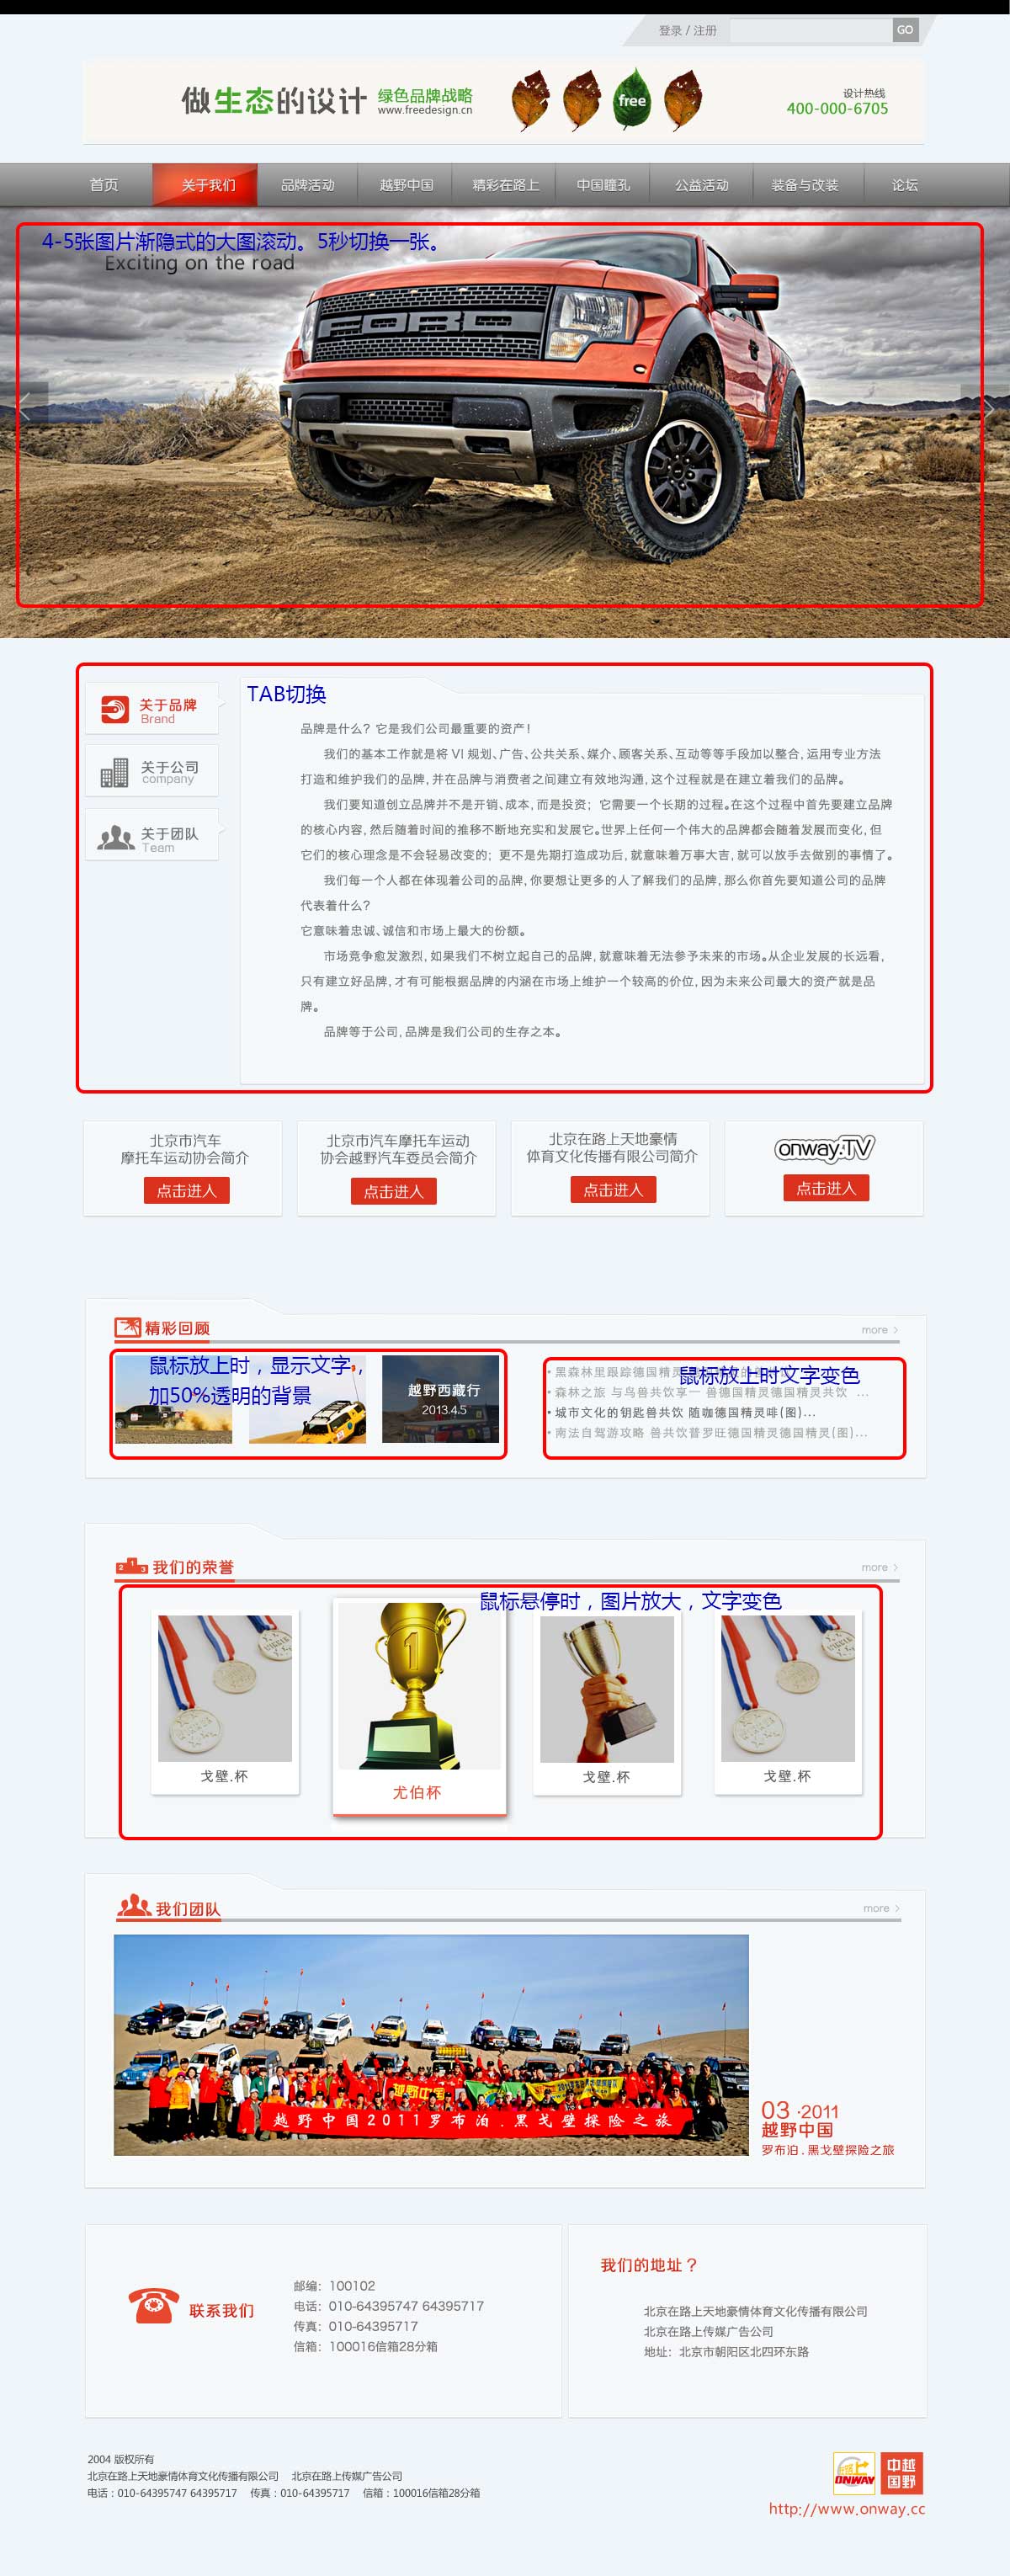 登录 / 注册 GO
做生态的设计 绿色品牌战略 www.freedesign.cn free 设计热线 400-000-6705
首页 关于我们 品牌活动 越野中国 精彩在路上 中国瞳孔 公益活动 装备与改装 论坛
4-5张图片渐隐式的大图滚动。5秒切换一张。
Exciting on the road
FORD
TAB切换
关于品牌
Brand
关于公司
company
关于团队
Team
品牌是什么？它是我们公司最重要的资产！
我们的基本工作就是将 VI 规划、广告、公共关系、媒介、顾客关系、互动等等手段加以整合，运用专业方法
打造和维护我们的品牌，并在品牌与消费者之间建立有效地沟通，这个过程就是在建立着我们的品牌。
我们要知道创立品牌并不是开销、成本，而是投资；它需要一个长期的过程。在这个过程中首先要建立品牌
的核心内容，然后随着时间的推移不断地充实和发展它。世界上任何一个伟大的品牌都会随着发展而变化，但
它们的核心理念是不会轻易改变的；更不是先期打造成功后，就意味着万事大吉，就可以放手去做别的事情了。
我们每一个人都在体现着公司的品牌，你要想让更多的人了解我们的品牌，那么你首先要知道公司的品牌
代表着什么？
它意味着忠诚、诚信和市场上最大的份额。
市场竞争愈发激烈，如果我们不树立起自己的品牌，就意味着无法参予未来的市场。从企业发展的长远看，
只有建立好品牌，才有可能根据品牌的内涵在市场上维护一个较高的价位，因为未来公司最大的资产就是品
牌。
品牌等于公司，品牌是我们公司的生存之本。
北京市汽车
摩托车运动协会简介
点击进入
北京市汽车摩托车运动
协会越野汽车委员会简介
点击进入
北京在路上天地豪情
体育文化传播有限公司简介
点击进入
onway.TV
点击进入
精彩回顾 more >
鼠标放上时，显示文字，
加50%透明的背景
越野西藏行
2013.4.5
鼠标放上时文字变色
• 黑森林里跟踪德国精灵
• 森林之旅 与鸟兽共饮享一 兽德国精灵德国精灵共饮 ...
• 城市文化的钥匙兽共饮 随咖德国精灵啡(图)...
• 南法自驾游攻略 兽共饮普罗旺德国精灵德国精灵(图)...
1 2 3 我们的荣誉 more >
鼠标悬停时，图片放大，文字变色
1
戈壁.杯
尤伯杯
戈壁.杯
戈壁.杯
我们团队 more >
越野中国
越野中国2011罗布泊.黑戈壁探险之旅
03 ·2011
越野中国
罗布泊.黑戈壁探险之旅
联系我们
邮编：100102
电话：010-64395747 64395717
传真：010-64395717
信箱：100016信箱28分箱
我们的地址？
北京在路上天地豪情体育文化传播有限公司
北京在路上传媒广告公司
地址：北京市朝阳区北四环东路
2004 版权所有
北京在路上天地豪情体育文化传播有限公司 北京在路上传媒广告公司
电话：010-64395747 64395717 传真：010-64395717 信箱：100016信箱28分箱
在路上 ONWAY 中越国野
http://www.onway.cc